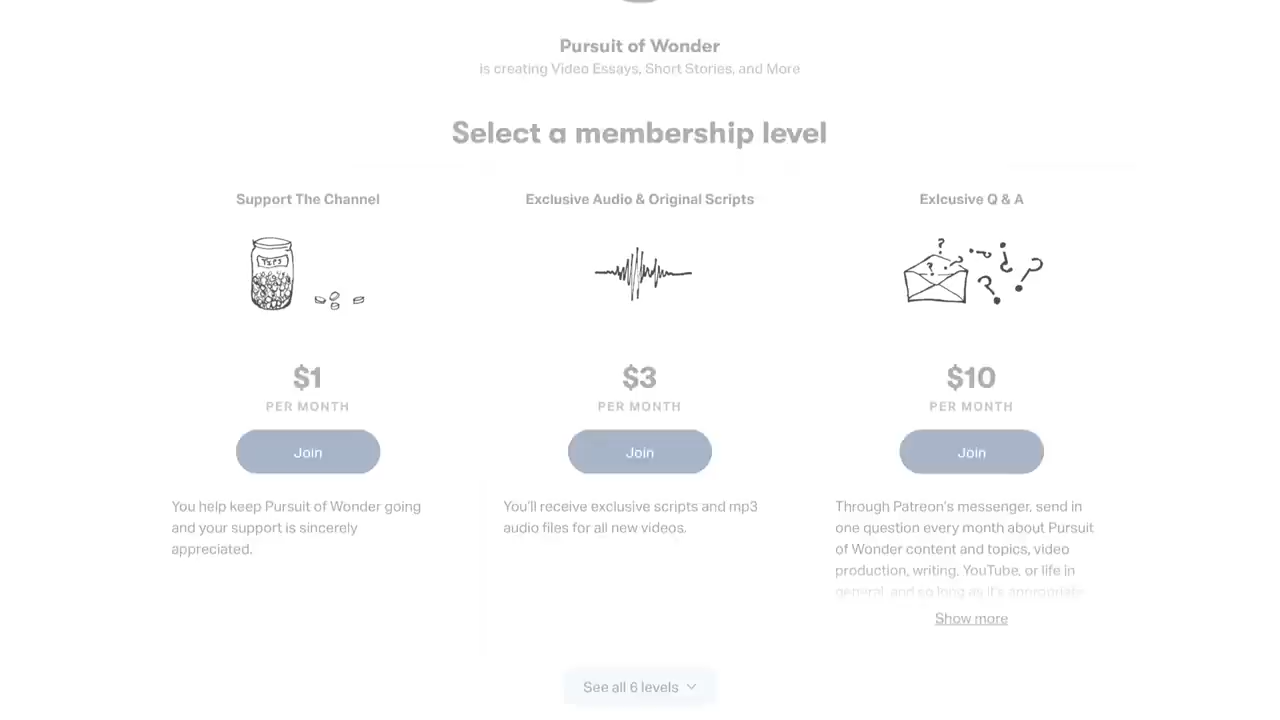 Pursuit of Wonder
is creating Video Essays, Short Stories, and More
Select a membership level
Support The Channel
TIPS
$1
PER MONTH
Join
You help keep Pursuit of Wonder going
and your support is sincerely
appreciated.
Exclusive Audio & Original Scripts
$3
PER MONTH
Join
You'll receive exclusive scripts and mp3
audio files for all new videos.
Exlcusive Q & A
? ? ? ? ? ? ?
$10
PER MONTH
Join
Through Patreon's messenger, send in
one question every month about Pursuit
of Wonder content and topics, video
production, writing, YouTube, or life in
general, and so long as it's appropriate
Show more
See all 6 levels